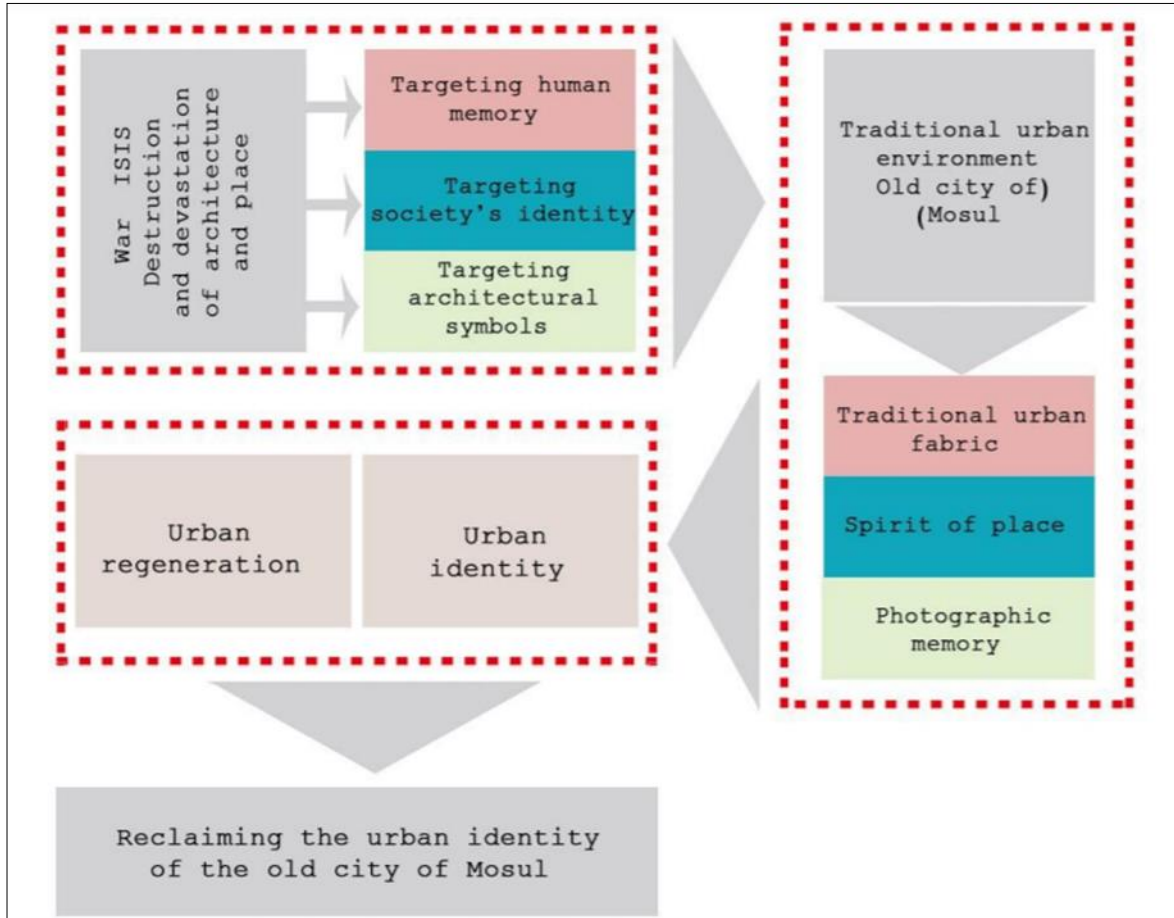 War ISIS
Destruction
and devastation
of architecture
and place
Targeting human
memory
Targeting
society's identity
Targeting
architectural
symbols
Traditional urban
environment
Old city of)
(Mosul
Traditional urban
fabric
Spirit of place
Photographic
memory
Urban
identity
Urban
regeneration
Reclaiming the urban identity
of the old city of Mosul